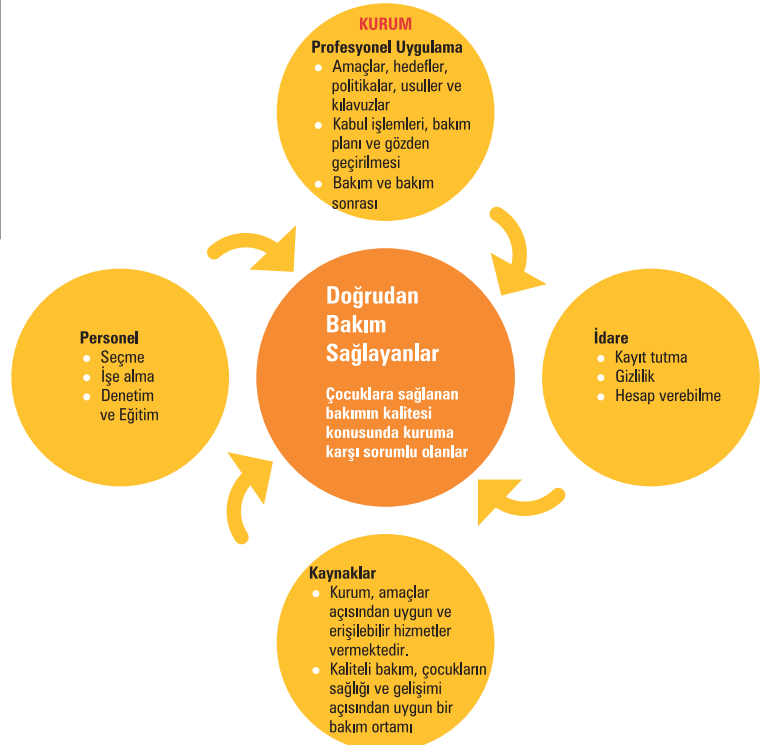 KURUM
Profesyonel Uygulama
● Amaçlar, hedefler,
politikalar, usuller ve
kılavuzlar
● Kabul işlemleri, bakım
planı ve gözden
geçirilmesi
● Bakım ve bakım
sonrası
Personel
● Seçme
● İşe alma
● Denetim
ve Eğitim
Doğrudan
Bakım
Sağlayanlar
Çocuklara sağlanan
bakımın kalitesi
konusunda kuruma
karşı sorumlu olanlar
İdare
● Kayıt tutma
● Gizlilik
● Hesap verebilme
Kaynaklar
● Kurum, amaçlar
açısından uygun ve
erişilebilir hizmetler
vermektedir.
● Kaliteli bakım, çocukların
sağlığı ve gelişimi
açısından uygun bir
bakım ortamı